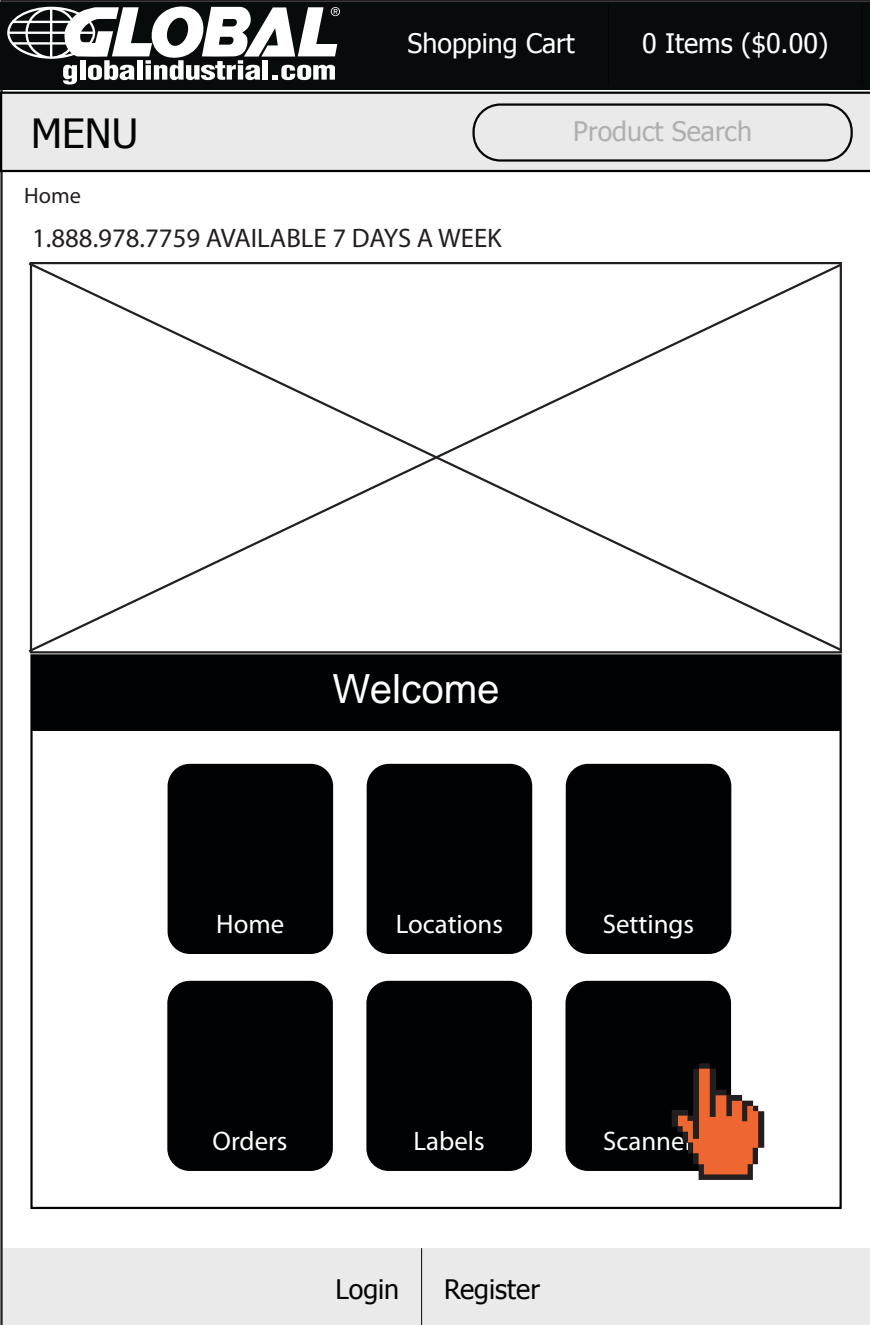 GLOBAL®
globalindustrial.com
Shopping Cart
0 Items ($0.00)
MENU
Product Search
Home
1.888.978.7759 AVAILABLE 7 DAYS A WEEK
Welcome
Home
Locations
Settings
Orders
Labels
Scanner
Login
Register